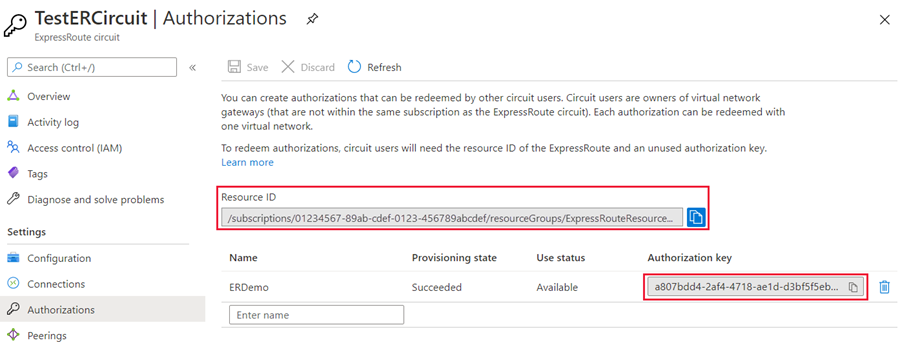 TestERCircuit | Authorizations
ExpressRoute circuit
Search (Ctrl+/)
«
Overview
Activity log
Access control (IAM)
Tags
Diagnose and solve problems
Settings
Configuration
Connections
Authorizations
Peerings
Save
Discard
Refresh
You can create authorizations that can be redeemed by other circuit users. Circuit users are owners of virtual network
gateways (that are not within the same subscription as the ExpressRoute circuit). Each authorization can be redeemed with
one virtual network.
To redeem authorizations, circuit users will need the resource ID of the ExpressRoute and an unused authorization key.
Learn more
Resource ID
/subscriptions/01234567-89ab-cdef-0123-456789abcdef/resourceGroups/ExpressRouteResource...
Name Provisioning state Use status Authorization key
ERDemo Succeeded Available a807bdd4-2af4-4718-ae1d-d3bf5f5eb...
Enter name